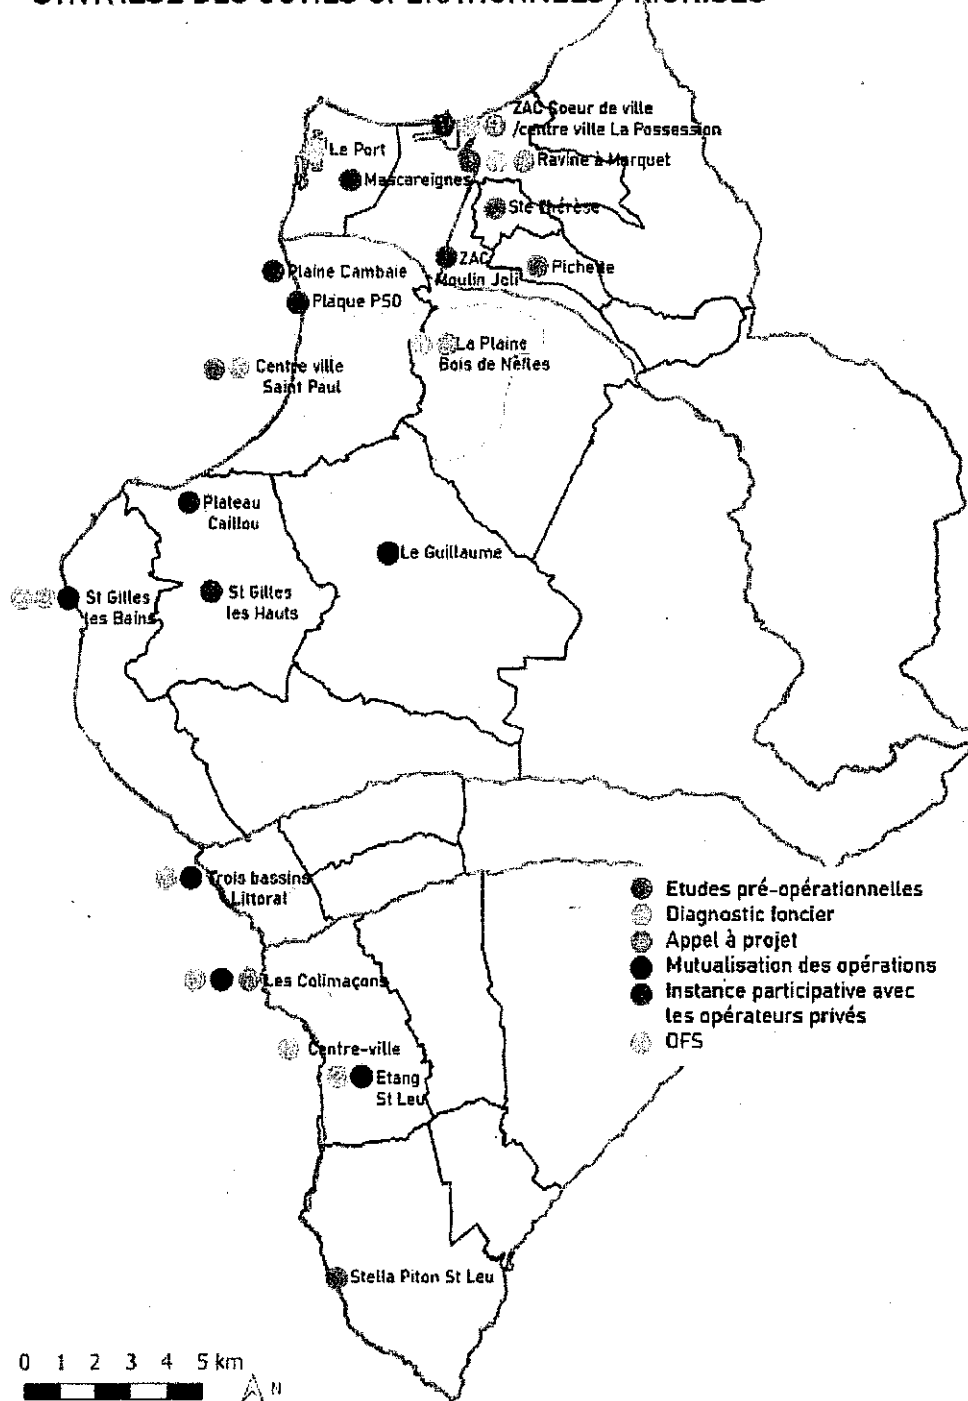 ZAC Coeur de ville
/centre ville La Possession
Le Port
Ravine à Marquet
Mascareignes
Ste Thérèse
ZAC
Moulin Joli
Pichette
Plaine Cambaie
Plaque PSO
La Plaine
Bois de Nèfles
Centre ville
Saint Paul
Plateau
Caillou
Le Guillaume
St Gilles
les Bains
St Gilles
les Hauts
Trois bassins
Littoral
Etudes pré-opérationnelles
Diagnostic foncier
Appel à projet
Mutualisation des opérations
Instance participative avec
les opérateurs privés
OFS
Les Colimaçons
Centre-ville
Etang
St Leu
Stella Piton St Leu
0 1 2 3 4 5 km
N